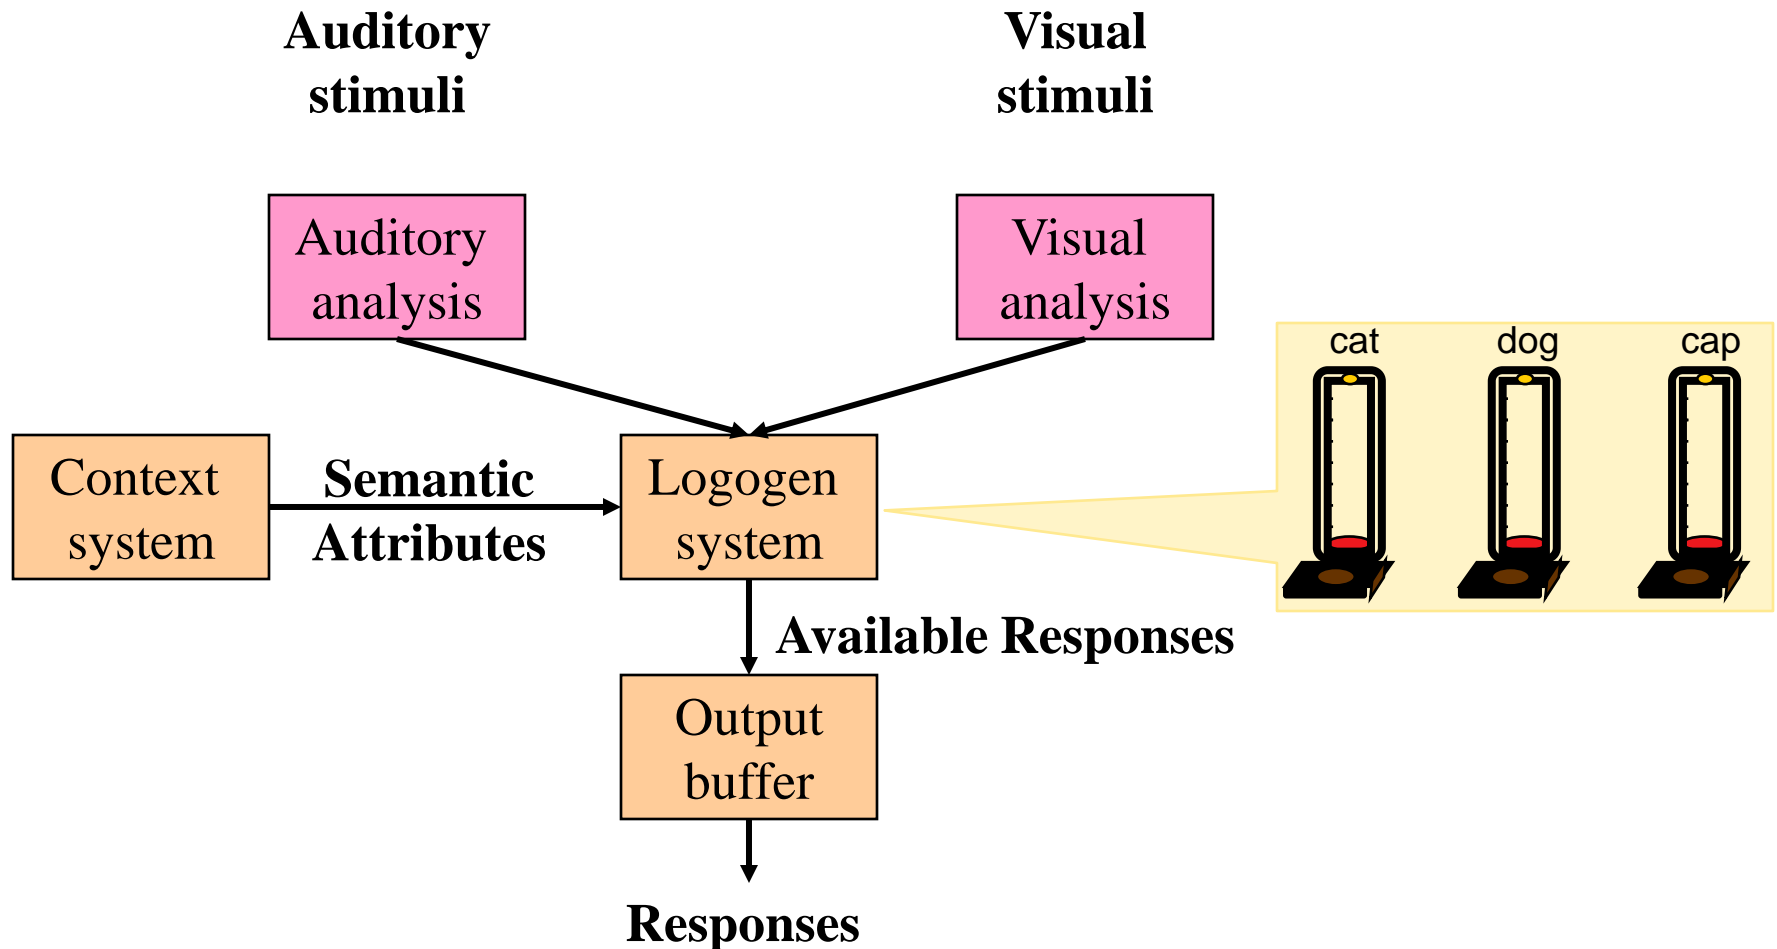 Auditory
stimuli
Visual
stimuli
Auditory
analysis
Visual
analysis
cat
dog
cap
Context
system
Semantic
Attributes
Logogen
system
Available Responses
Output
buffer
Responses